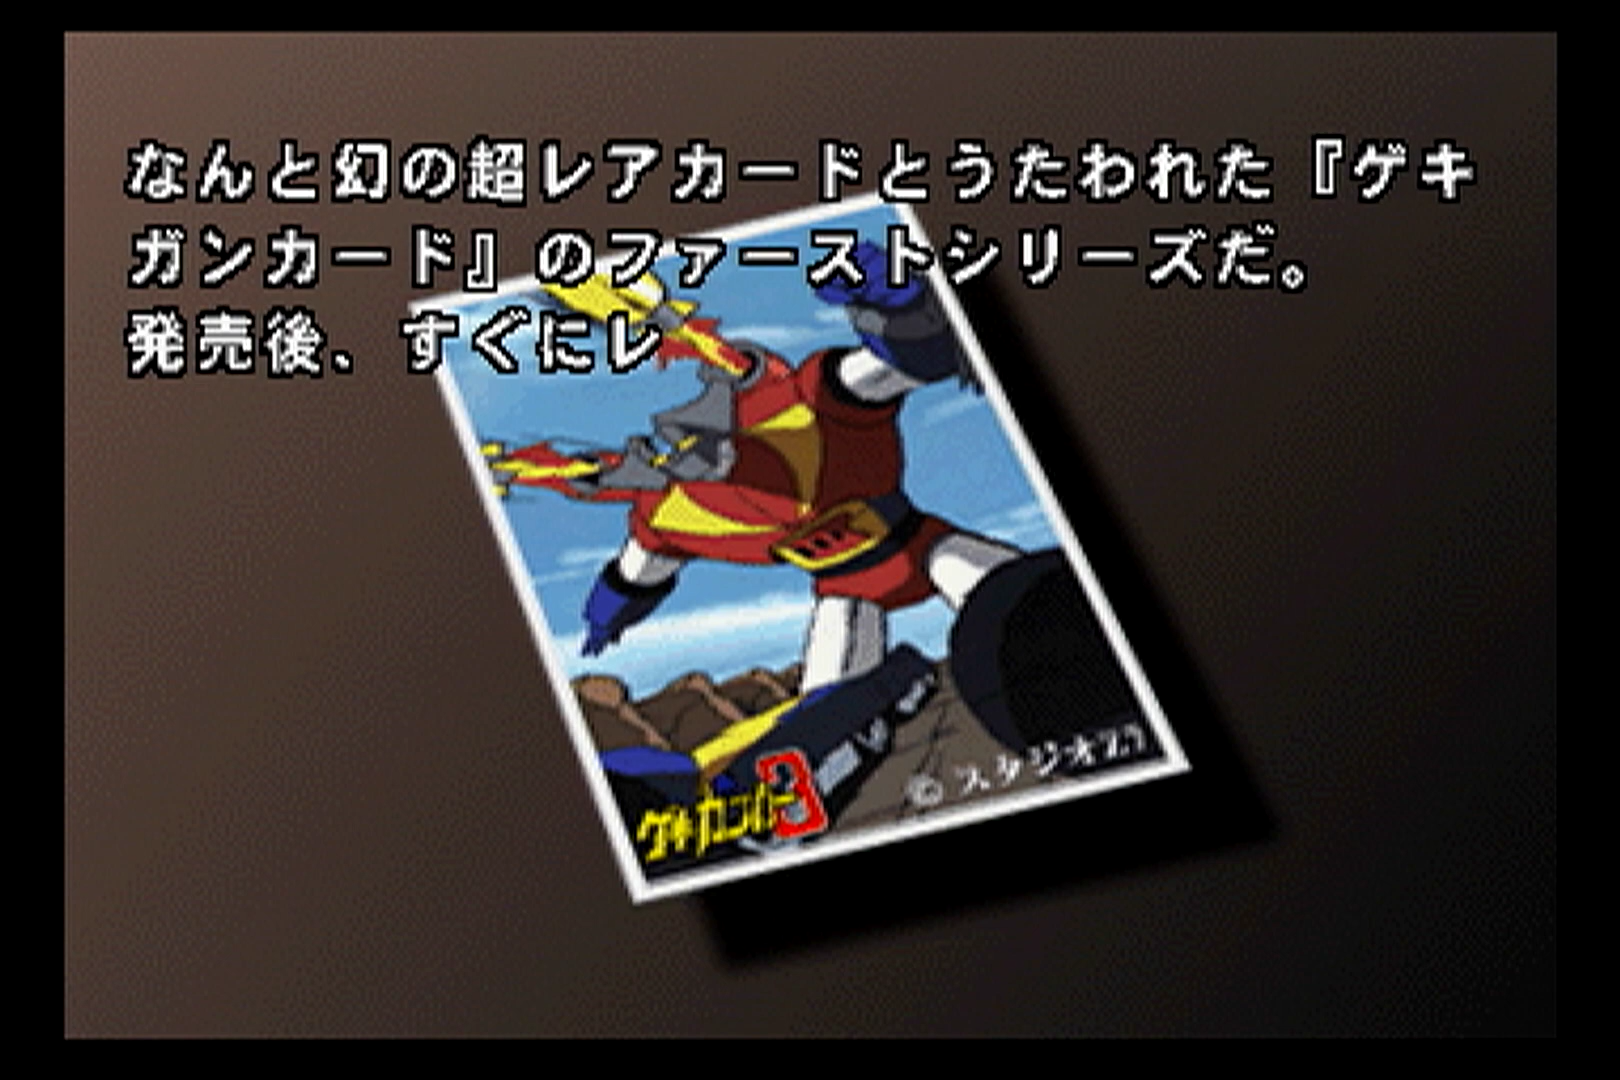 なんと幻の超レアカードとうたわれた『ゲキ
ガンカード』のファーストシリーズだ。
発売後、すぐにレ
ゲキガンガー3
© スタジオ